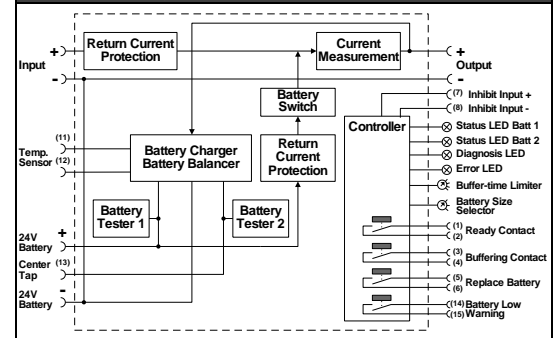 Return Current
Protection
Current
Measurement
+
Input
-
+
Output
-
Battery
Switch
(7) Inhibit Input +
(8) Inhibit Input -
Controller
Status LED Batt 1
Status LED Batt 2
Diagnosis LED
Error LED
Buffer-time Limiter
Battery Size
Selector
Temp.
Sensor
(11)
(12)
Battery Charger
Battery Balancer
Return
Current
Protection
Battery
Tester 1
Battery
Tester 2
24V
Battery
+
Center
Tap
(13)
24V
Battery
-
(1)
(2)
Ready Contact
(3)
(4)
Buffering Contact
(5)
(6)
Replace Battery
(14)
(15)
Battery Low
Warning